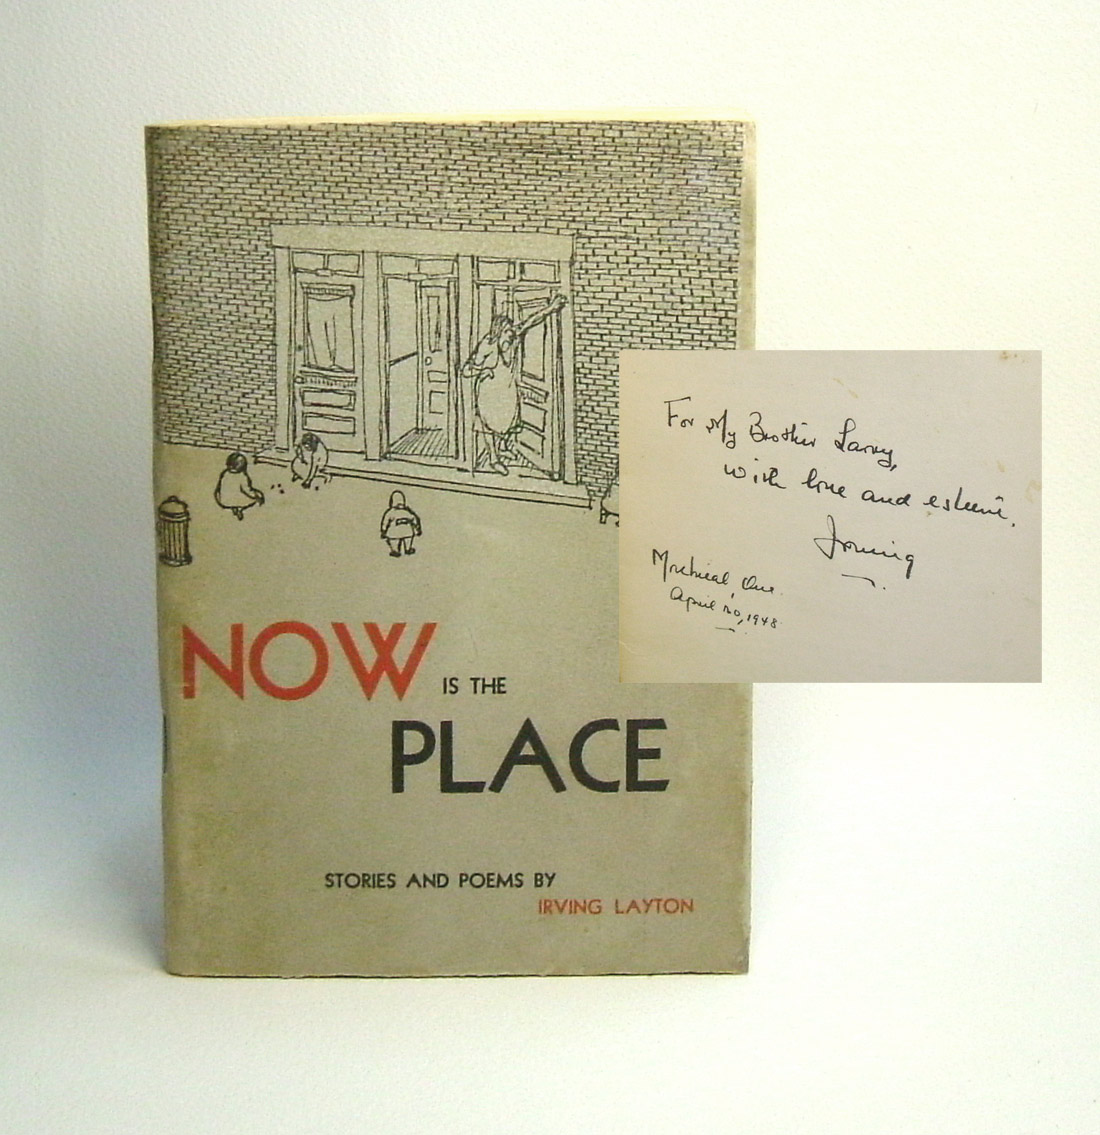 NOW IS THE
PLACE
STORIES AND POEMS BY
IRVING LAYTON
For My Brother Larry,
with love and esteem.
Irving
Montreal, Que.
April 20, 1948